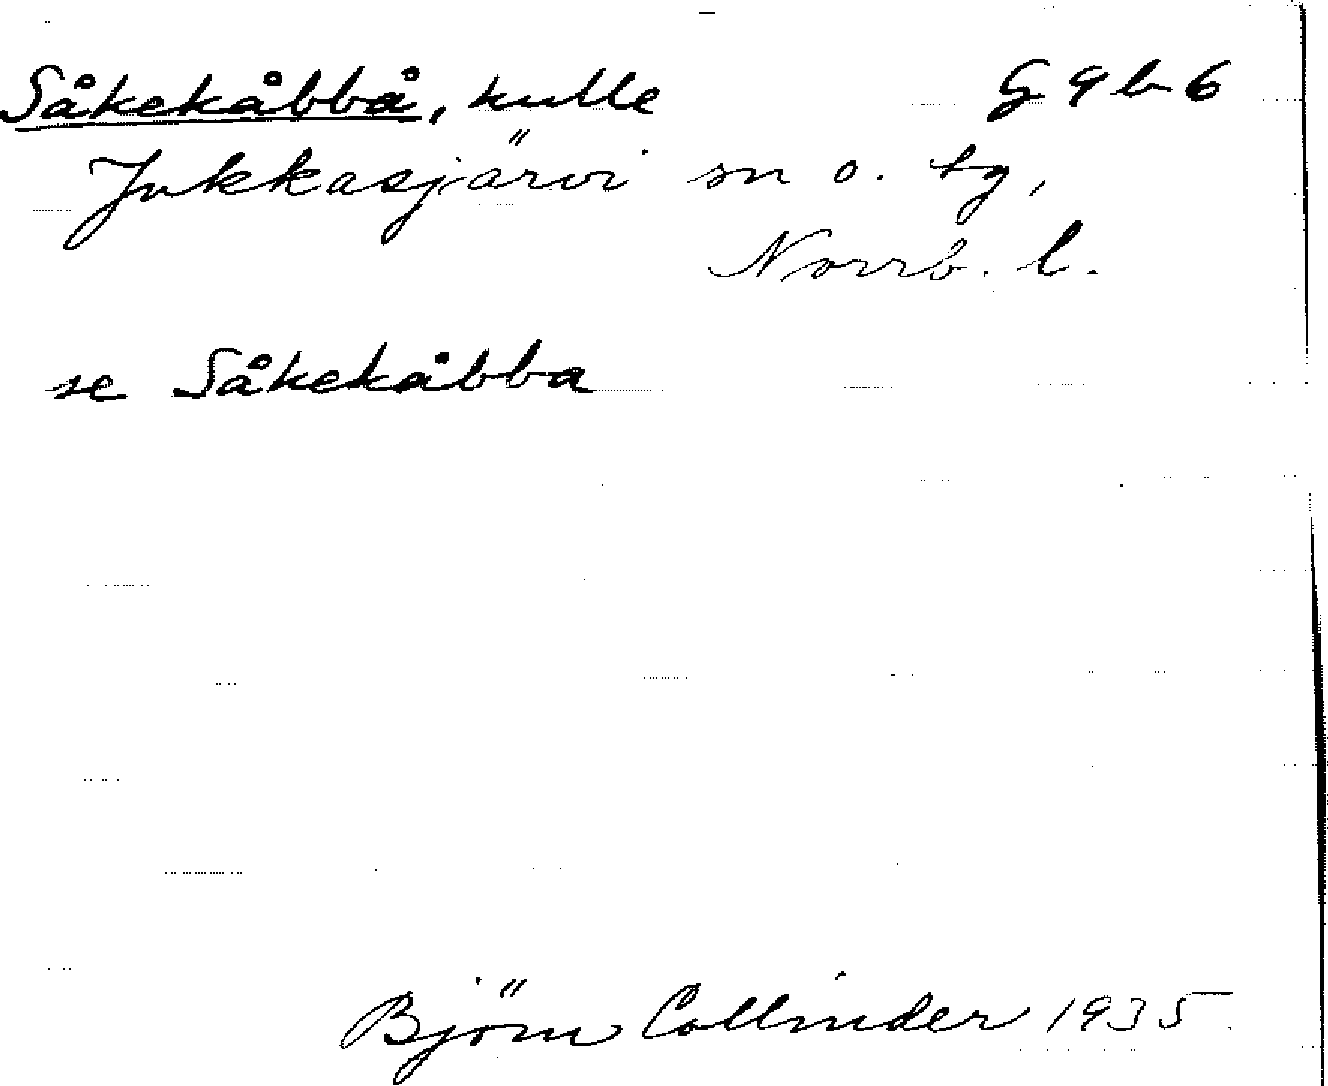 Såkekåbbå, kulle G 9 b 6
Jukkasjärvi sn o. tg,
Norrb. l.
se Såkekåbba
Björn Collinder 1935